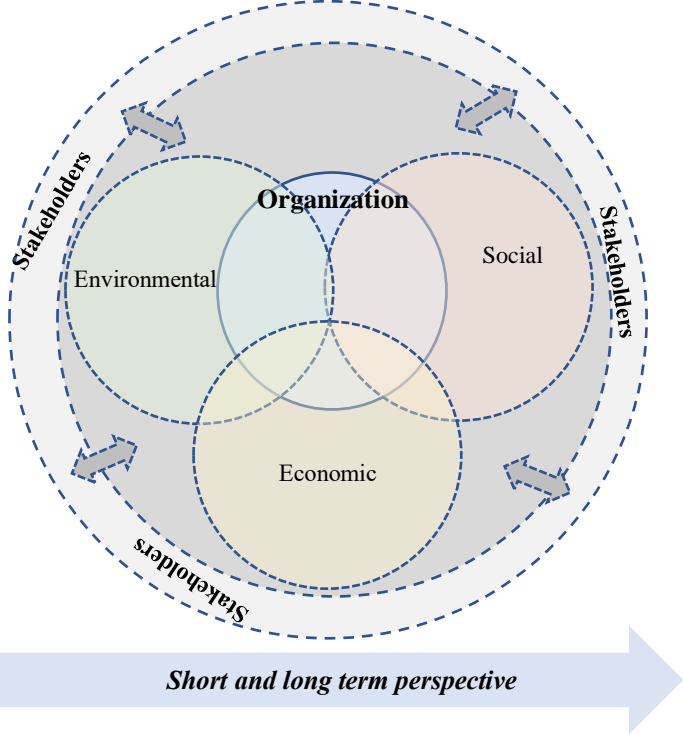 Stakeholders
Organization
Stakeholders
Social
Environmental
Economic
Stakeholders
Short and long term perspective